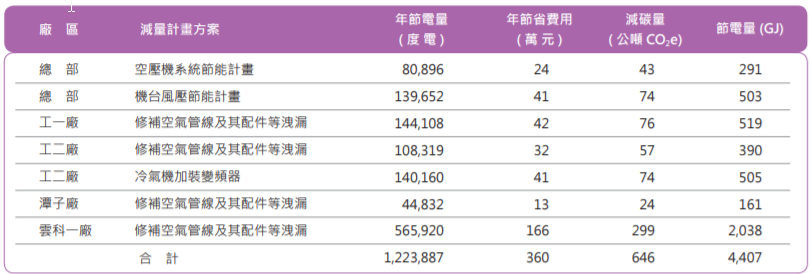 廠 區 減量計畫方案 年節電量 (度電) 年節省費用 (萬元) 減碳量 (公噸 CO₂e) 節電量 (GJ)
總 部 空壓機系統節能計畫 80,896 24 43 291
總 部 機台風壓節能計畫 139,652 41 74 503
工一廠 修補空氣管線及其配件等洩漏 144,108 42 76 519
工二廠 修補空氣管線及其配件等洩漏 108,319 32 57 390
工二廠 冷氣機加裝變頻器 140,160 41 74 505
潭子廠 修補空氣管線及其配件等洩漏 44,832 13 24 161
雲科一廠 修補空氣管線及其配件等洩漏 565,920 166 299 2,038
合 計 1,223,887 360 646 4,407